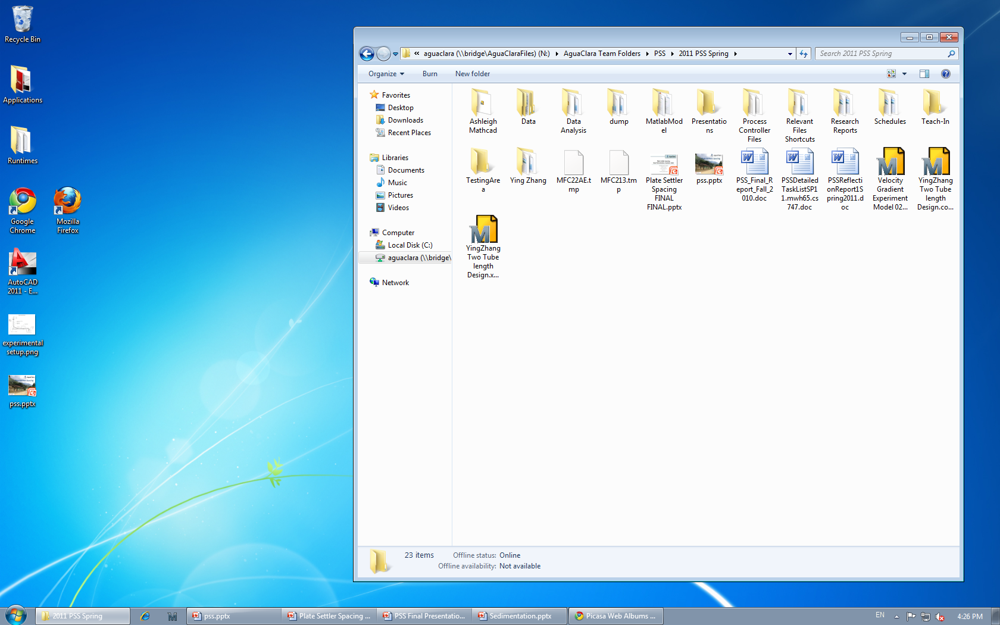 Recycle Bin
Applications
Runtimes
Google
Chrome
Mozilla
Firefox
AutoCAD
2011 - E...
experimental
setup.png
pss.pptx
« aguaclara (\\bridge\AguaClaraFiles) (N:) AguaClara Team Folders PSS 2011 PSS Spring
Search 2011 PSS Spring
Organize Burn New folder
Favorites
Desktop
Downloads
Recent Places
Libraries
Documents
Music
Pictures
Videos
Computer
Local Disk (C:)
aguaclara (\\bridge\
Network
Ashleigh
Mathcad
Data
Data
Analysis
dump
MatlabMod
el
Presentatio
ns
Process
Controller
Files
Relevant
Files
Shortcuts
Research
Reports
Schedules
Teach-In
TestingAre
a
Ying Zhang
MFC22AE.t
mp
MFC213.tm
p
Plate Settler
Spacing
FINAL
FINAL.pptx
pss.pptx
PSS_Final_R
eport_Fall_2
010.doc
PSSDetailed
TaskListSP1
1.mwh65.cs
747.doc
PSSReflecti
onReport1S
pring2011.d
oc
Velocity
Gradient
Experiment
Model 02...
YingZhang
Two Tube
length
Design.co...
YingZhang
Two Tube
length
Design.x...
23 items
Offline status: Online
Offline availability: Not available
2011 PSS Spring
pss.pptx
Plate Settler Spacing ...
PSS Final Presentatio...
Sedimentation.pptx
Picasa Web Albums ...
EN
4:26 PM